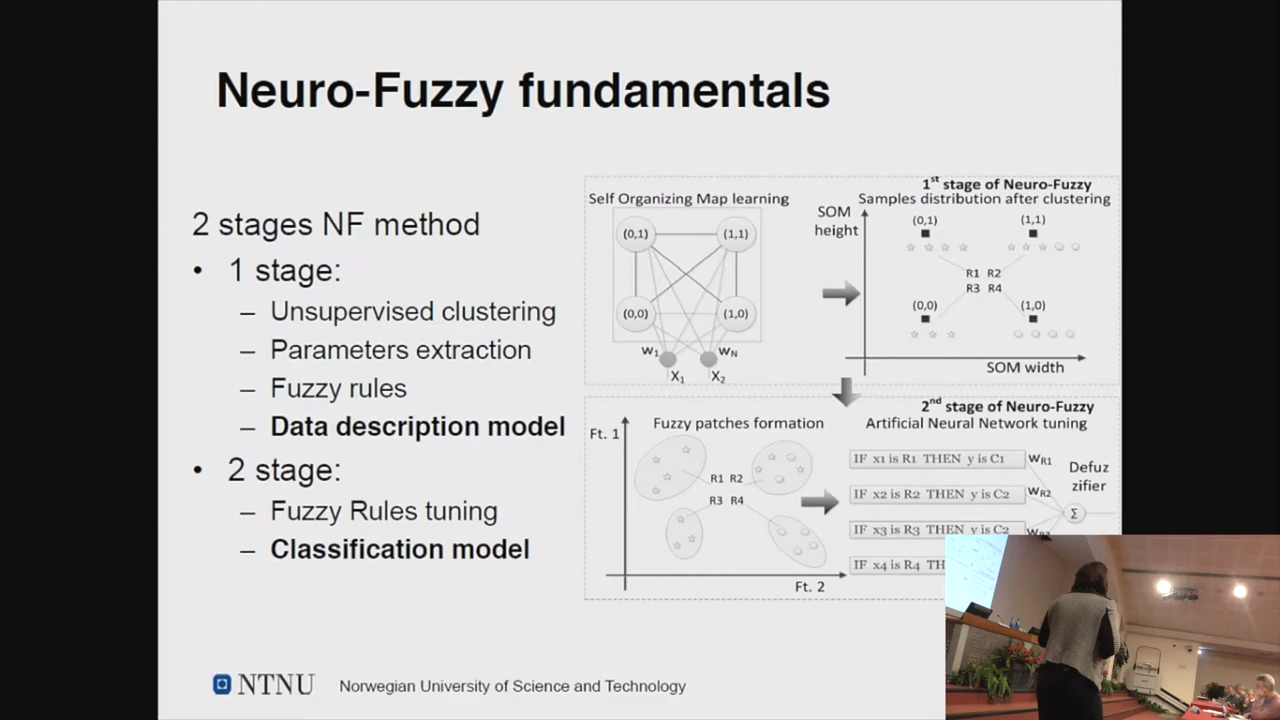 Neuro-Fuzzy fundamentals
2 stages NF method
• 1 stage:
– Unsupervised clustering
– Parameters extraction
– Fuzzy rules
– Data description model
• 2 stage:
– Fuzzy Rules tuning
– Classification model
Self Organizing Map learning
(0,1) (1,1)
(0,0) (1,0)
W1 WN
X1 X2
1st stage of Neuro-Fuzzy
Samples distribution after clustering
SOM
height
(0,1) (1,1)
R1 R2
R3 R4
(0,0) (1,0)
SOM width
Fuzzy patches formation
Ft. 1
R1 R2
R3 R4
Ft. 2
2nd stage of Neuro-Fuzzy
Artificial Neural Network tuning
IF x1 is R1 THEN y is C1 WR1
IF x2 is R2 THEN y is C2 WR2
IF x3 is R3 THEN y is C2
IF x4 is R4
Defuz
zifier
Σ
NTNU Norwegian University of Science and Technology